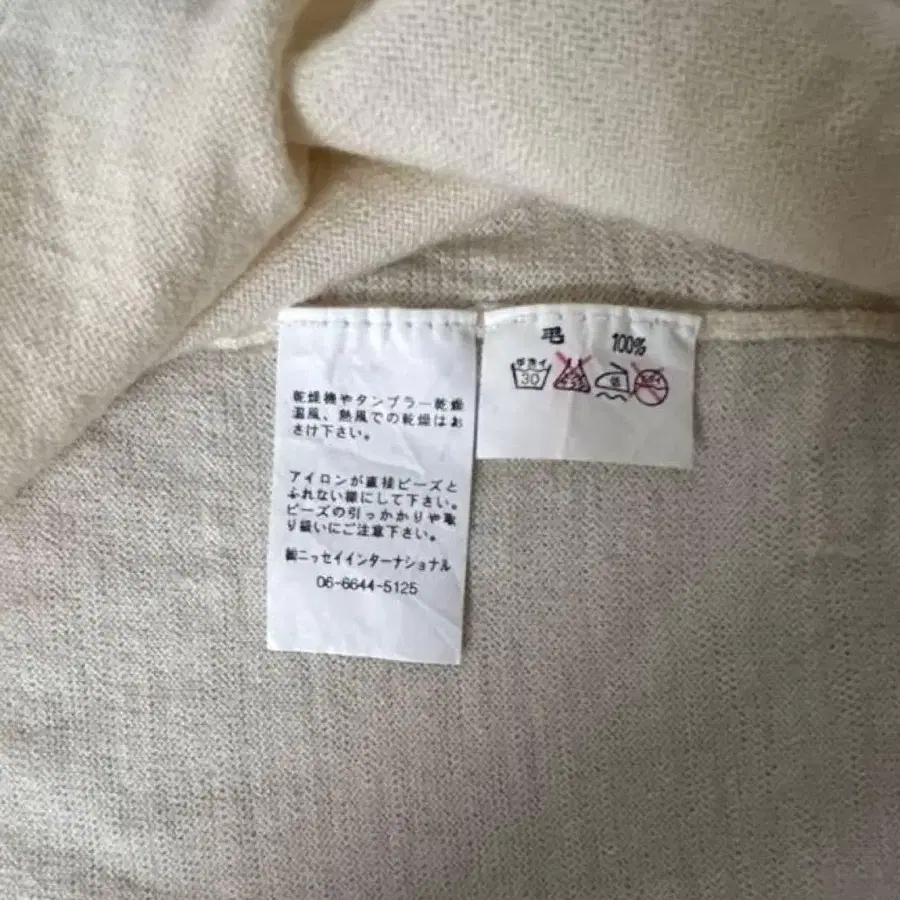 乾燥機やタンブラー乾燥
温風、熱風での乾燥はお
さけ下さい。
アイロンが直接ビーズと
ふれない様にして下さい。
ビーズの引っかかりや取
り扱いにご注意下さい。
㈱ニッセイインターナショナル
06-6644-5125
毛 100%
手洗イ
30